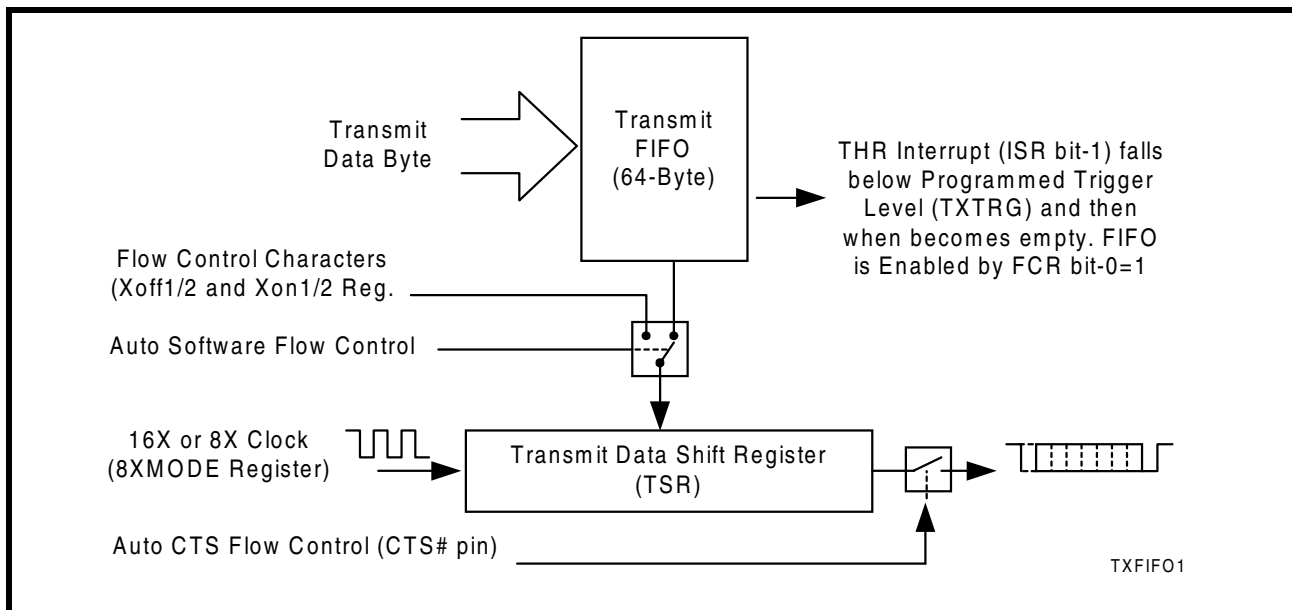 Transmit
Data Byte
Transmit
FIFO
(64-Byte)
THR Interrupt (ISR bit-1) falls
below Programmed Trigger
Level (TXTRG) and then
when becomes empty. FIFO
is Enabled by FCR bit-0=1
Flow Control Characters
(Xoff1/2 and Xon1/2 Reg.
Auto Software Flow Control
16X or 8X Clock
(8XMODE Register)
Transmit Data Shift Register
(TSR)
Auto CTS Flow Control (CTS# pin)
TXFIFO1